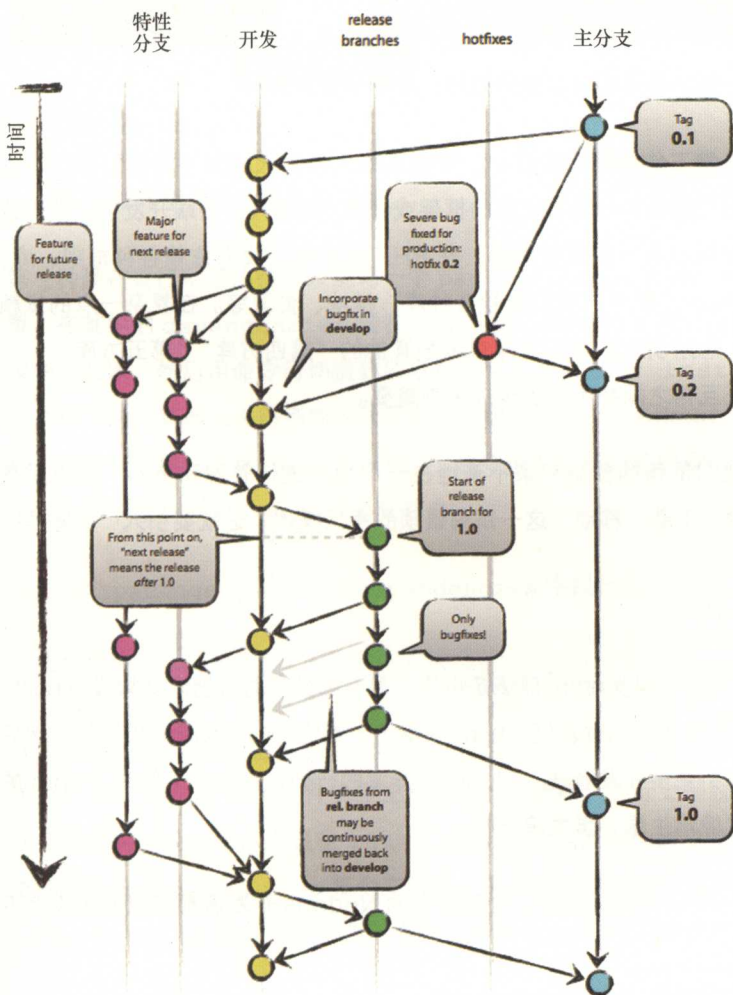 特性
分支
开发
release
branches
hotfixes
主分支
时间
Tag
0.1
Feature
for future
release
Major
feature for
next release
Severe bug
fixed for
production:
hotfix 0.2
Incorporate
bugfix in
develop
Tag
0.2
Start of
release
branch for
1.0
From this point on,
"next release"
means the release
after 1.0
Only
bugfixes!
Bugfixes from
rel. branch
may be
continuously
merged back
into develop
Tag
1.0